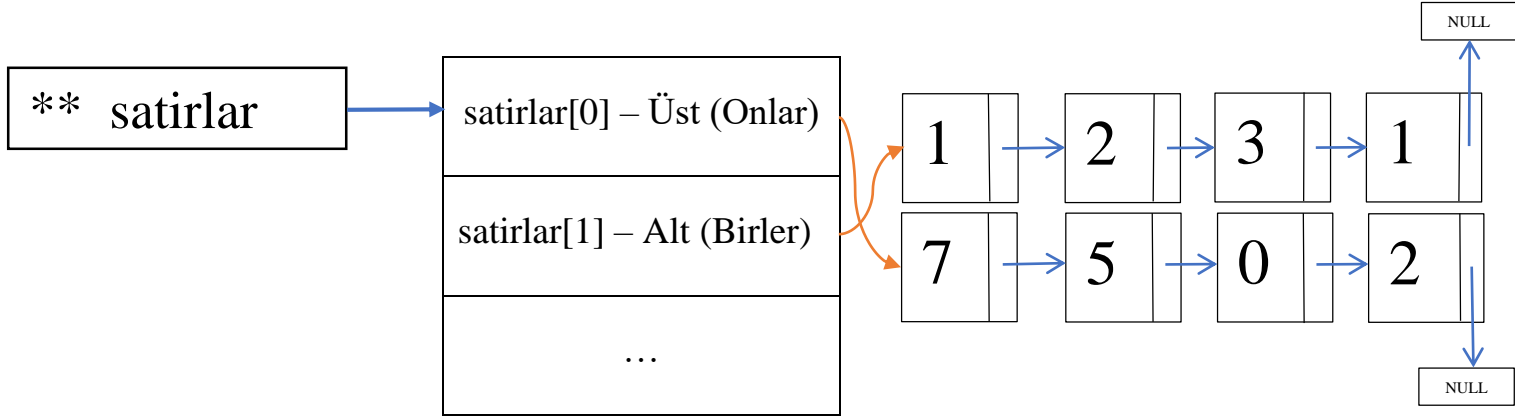 NULL
** satirlar
satirlar[0] – Üst (Onlar)
1 2 3 1
satirlar[1] – Alt (Birler)
7 5 0 2
…
NULL